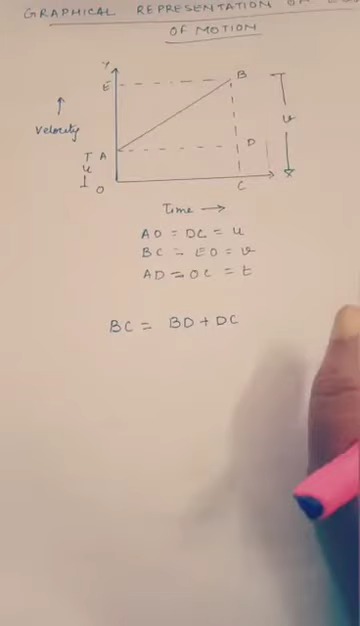 GRAPHICAL REPRESENTATION
OF MOTION
Y
E
B
↑
Velocity
v
T A
u
D
O
C
X
Time →
AO = DC = u
BC = EO = v
AD = OC = t
BC = BD + DC